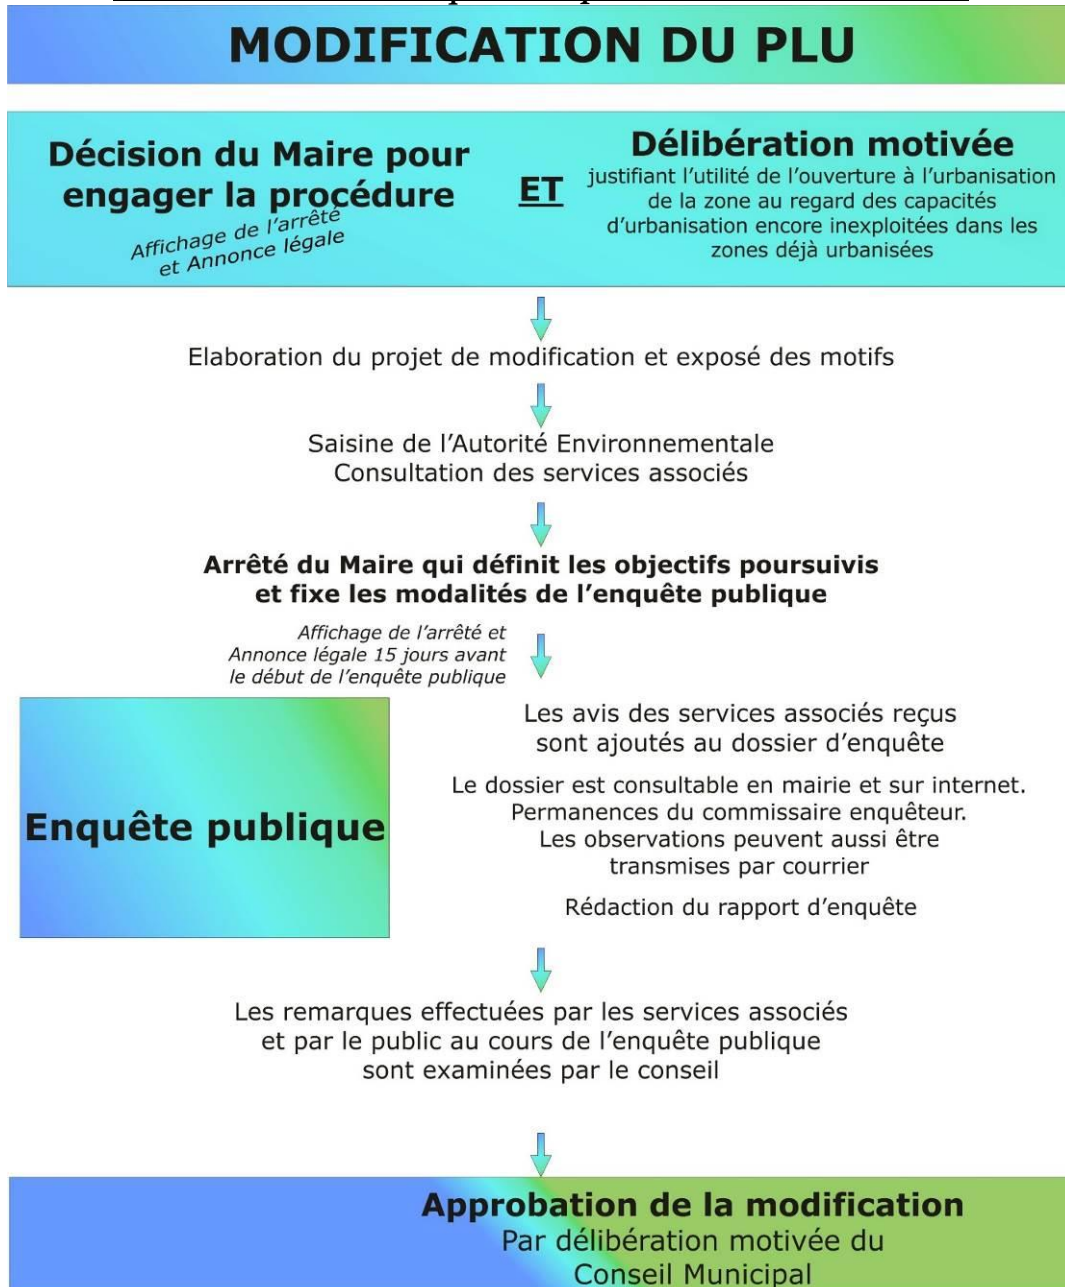 MODIFICATION DU PLU
Décision du Maire pour
engager la procédure
Affichage de l'arrêté
et Annonce légale
ET
Délibération motivée
justifiant l'utilité de l'ouverture à l'urbanisation
de la zone au regard des capacités
d'urbanisation encore inexploitées dans les
zones déjà urbanisées
Elaboration du projet de modification et exposé des motifs
Saisine de l'Autorité Environnementale
Consultation des services associés
Arrêté du Maire qui définit les objectifs poursuivis
et fixe les modalités de l'enquête publique
Affichage de l'arrêté et
Annonce légale 15 jours avant
le début de l'enquête publique
Enquête publique
Les avis des services associés reçus
sont ajoutés au dossier d'enquête
Le dossier est consultable en mairie et sur internet.
Permanences du commissaire enquêteur.
Les observations peuvent aussi être
transmises par courrier
Rédaction du rapport d'enquête
Les remarques effectuées par les services associés
et par le public au cours de l'enquête publique
sont examinées par le conseil
Approbation de la modification
Par délibération motivée du
Conseil Municipal